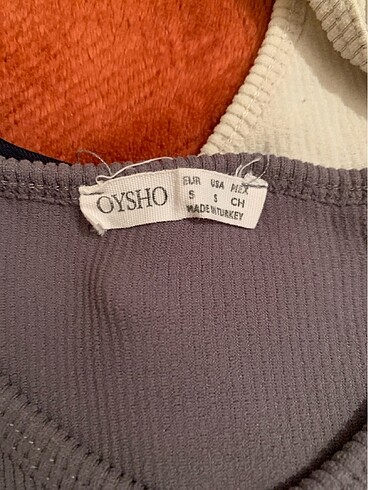 OYSHO
EUR USA MEX
S S CH
MADE IN TURKEY